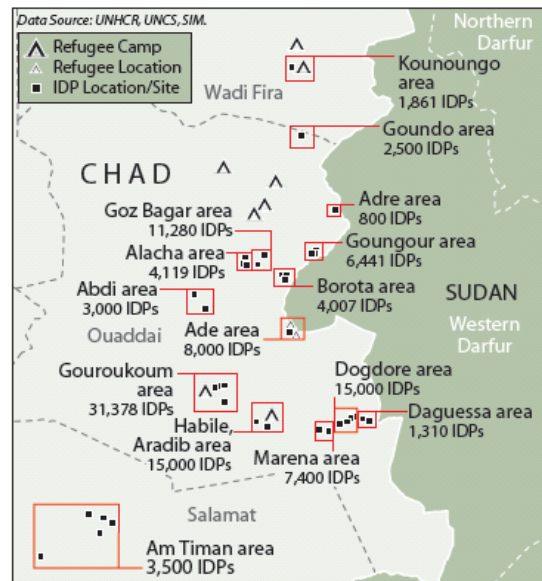 Data Source: UNHCR, UNCS, SIM.
Refugee Camp
Refugee Location
IDP Location/Site
Northern
Darfur
Wadi Fira
Kounoungo
area
1,861 IDPs
Goundo area
2,500 IDPs
CHAD
Adre area
800 IDPs
Goz Bagar area
11,280 IDPs
Goungour area
6,441 IDPs
Alacha area
4,119 IDPs
Borota area
4,007 IDPs
Abdi area
3,000 IDPs
SUDAN
Ouaddai
Ade area
8,000 IDPs
Western
Darfur
Gouroukoum
area
31,378 IDPs
Dogdore area
15,000 IDPs
Daguessa area
1,310 IDPs
Habile,
Aradib area
15,000 IDPs
Marena area
7,400 IDPs
Salamat
Am Timan area
3,500 IDPs